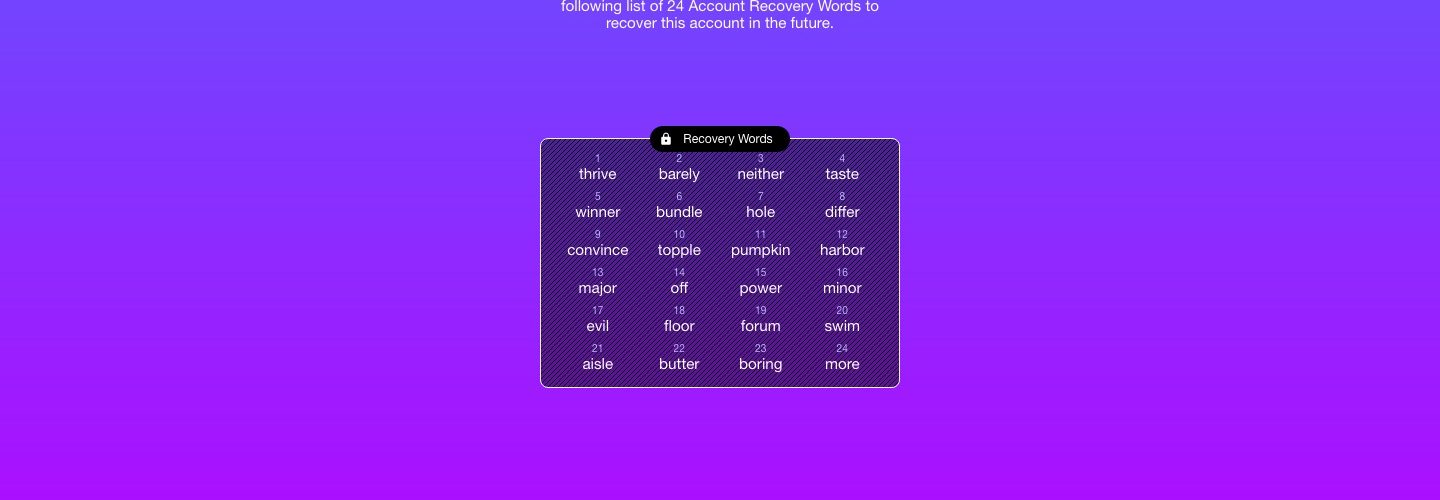 following list of 24 Account Recovery Words to
recover this account in the future.
Recovery Words
1 2 3 4
thrive barely neither taste
5 6 7 8
winner bundle hole differ
9 10 11 12
convince topple pumpkin harbor
13 14 15 16
major off power minor
17 18 19 20
evil floor forum swim
21 22 23 24
aisle butter boring more